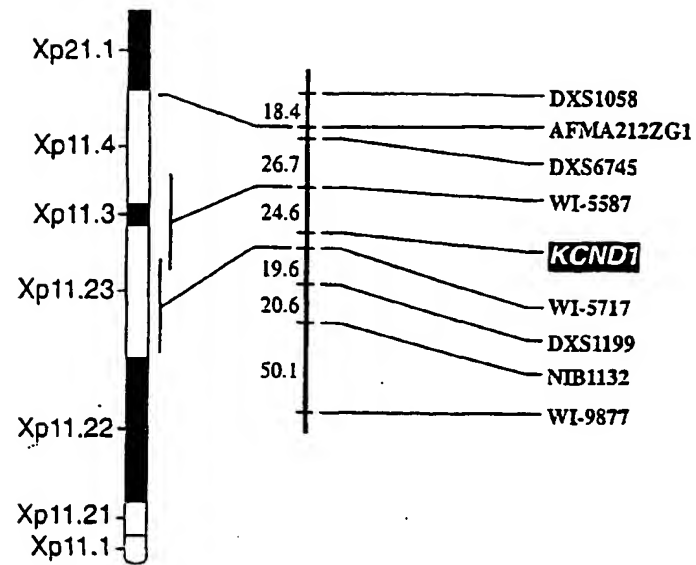 Xp21.1
Xp11.4
Xp11.3
Xp11.23
Xp11.22
Xp11.21
Xp11.1
18.4
26.7
24.6
19.6
20.6
50.1
DXS1058
AFMA212ZG1
DXS6745
WI-5587
KCND1
WI-5717
DXS1199
NIB1132
WI-9877